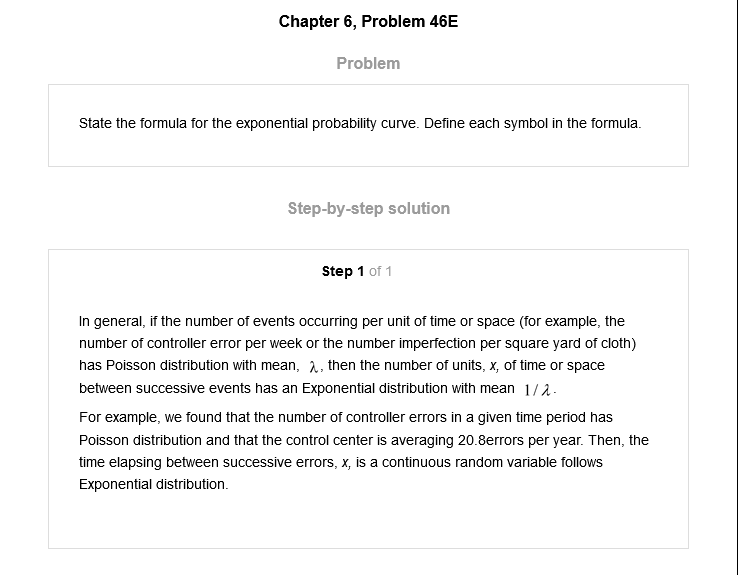 Chapter 6, Problem 46E
Problem
State the formula for the exponential probability curve. Define each symbol in the formula.
Step-by-step solution
Step 1 of 1
In general, if the number of events occurring per unit of time or space (for example, the
number of controller error per week or the number imperfection per square yard of cloth)
has Poisson distribution with mean, λ, then the number of units, x, of time or space
between successive events has an Exponential distribution with mean 1/λ.
For example, we found that the number of controller errors in a given time period has
Poisson distribution and that the control center is averaging 20.8errors per year. Then, the
time elapsing between successive errors, x, is a continuous random variable follows
Exponential distribution.